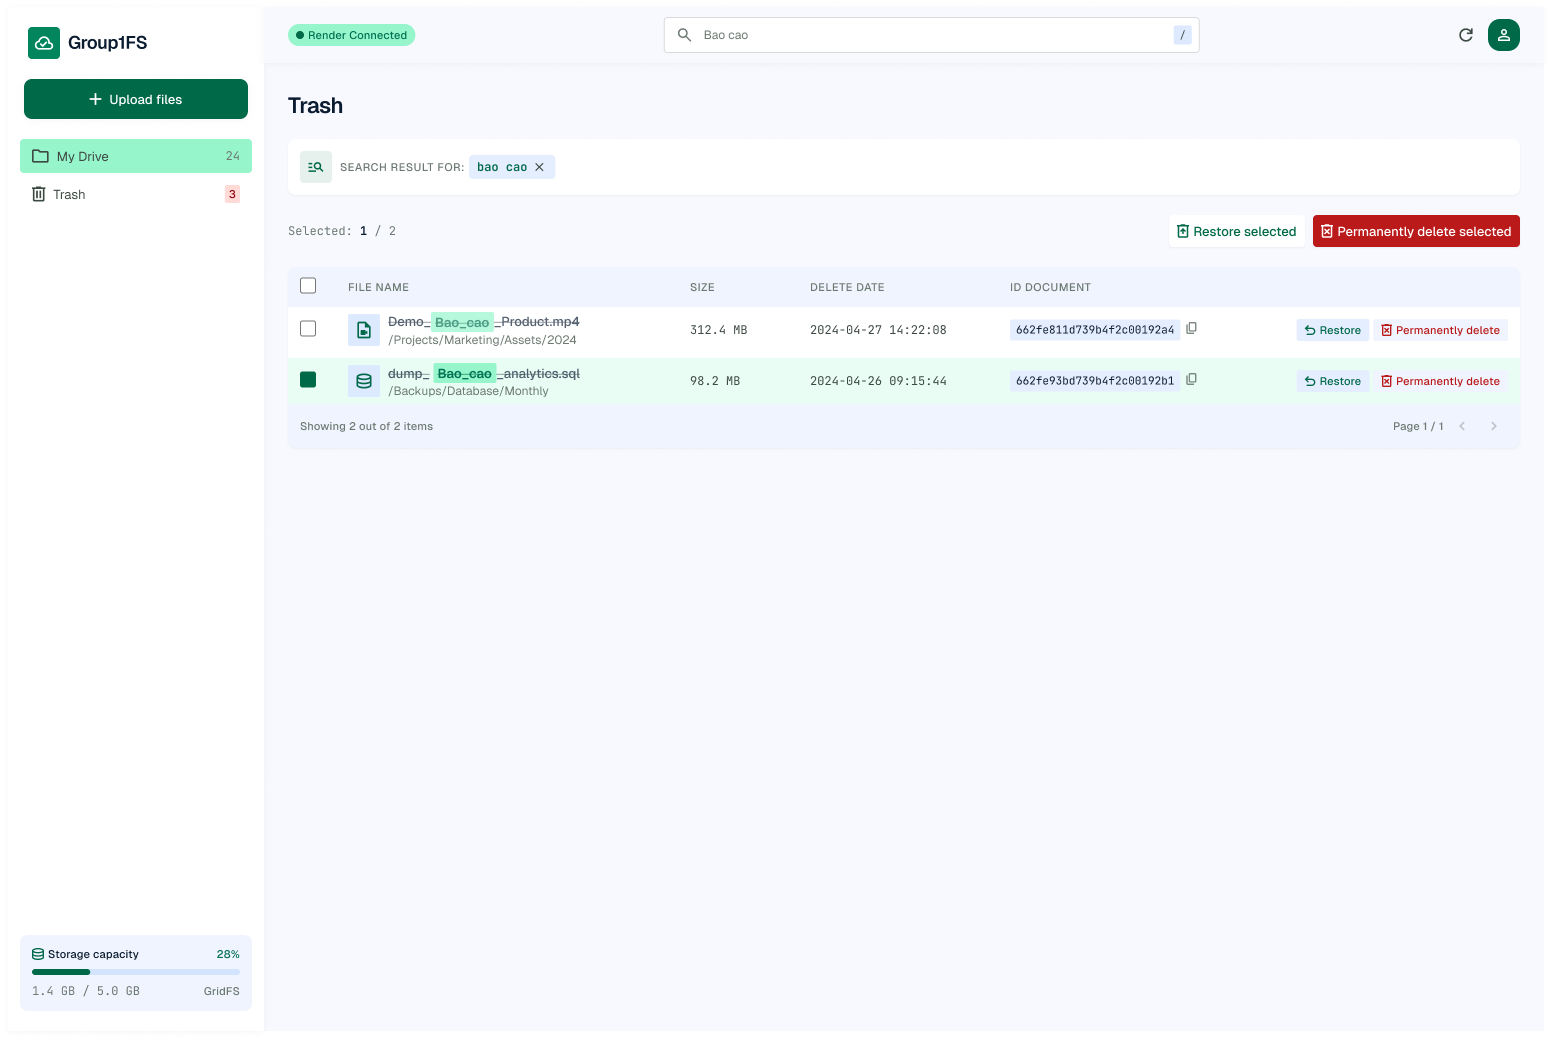 Group1FS
Render Connected
Bao cao
/
Upload files
My Drive 24
Trash 3
Trash
SEARCH RESULT FOR: bao cao
Selected: 1 / 2
Restore selected
Permanently delete selected
FILE NAME SIZE DELETE DATE ID DOCUMENT
Demo_Bao_cao_Product.mp4
/Projects/Marketing/Assets/2024
312.4 MB
2024-04-27 14:22:08
662fe811d739b4f2c00192a4
Restore
Permanently delete
dump_Bao_cao_analytics.sql
/Backups/Database/Monthly
98.2 MB
2024-04-26 09:15:44
662fe93bd739b4f2c00192b1
Restore
Permanently delete
Showing 2 out of 2 items
Page 1 / 1
Storage capacity 28%
1.4 GB / 5.0 GB GridFS